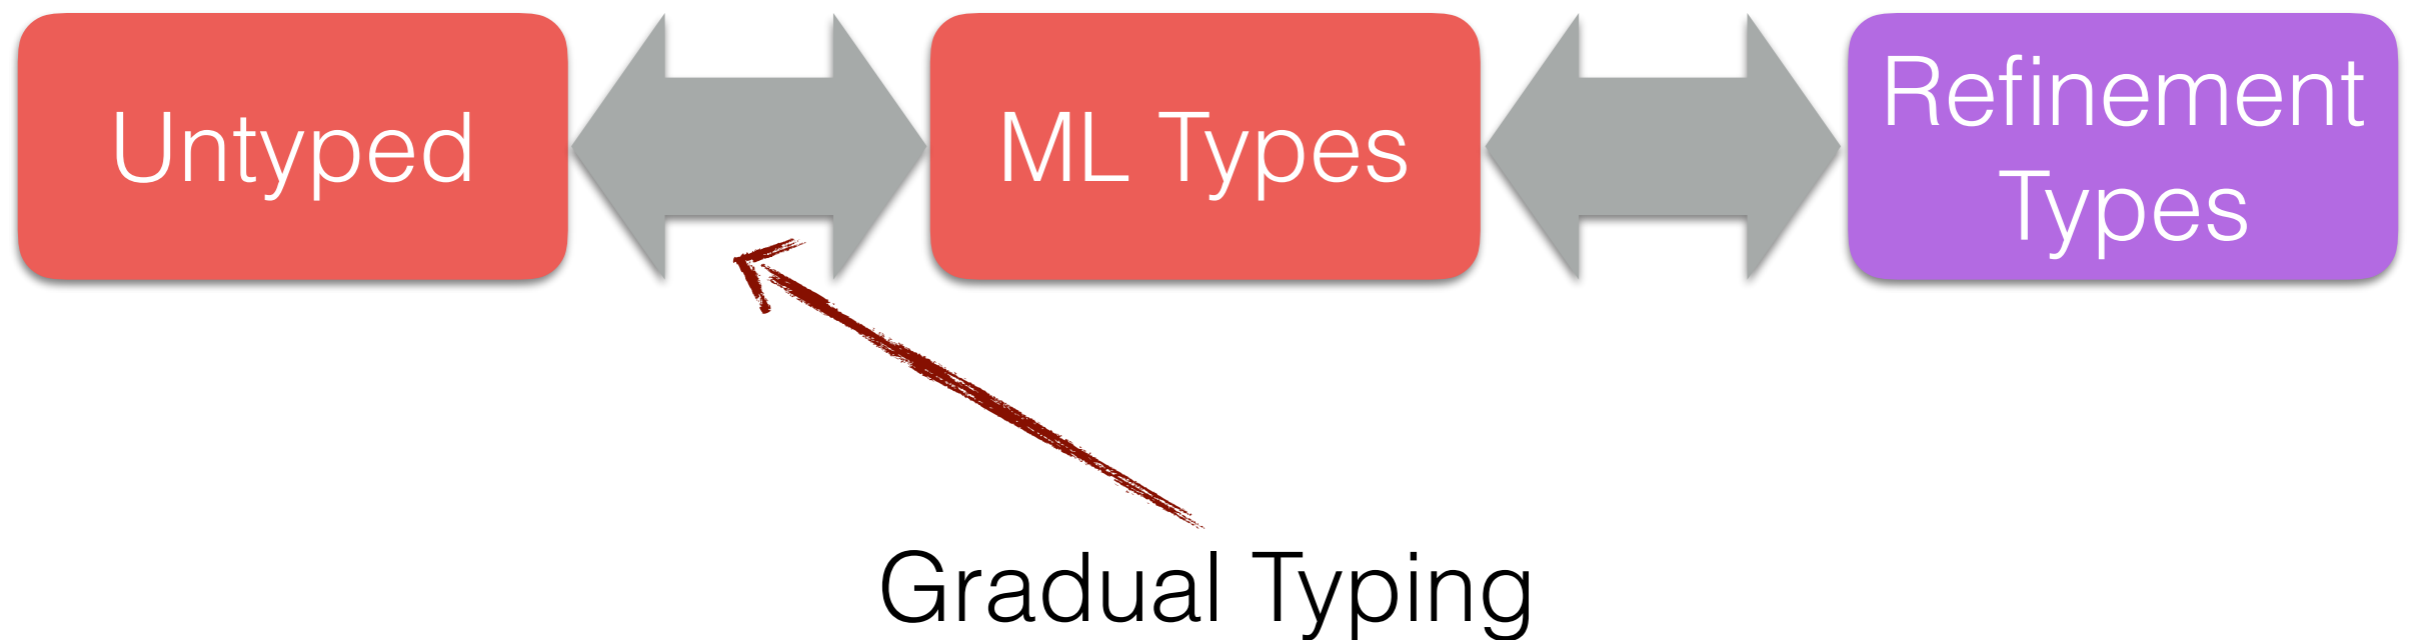 Untyped
ML Types
Refinement
Types
Gradual Typing